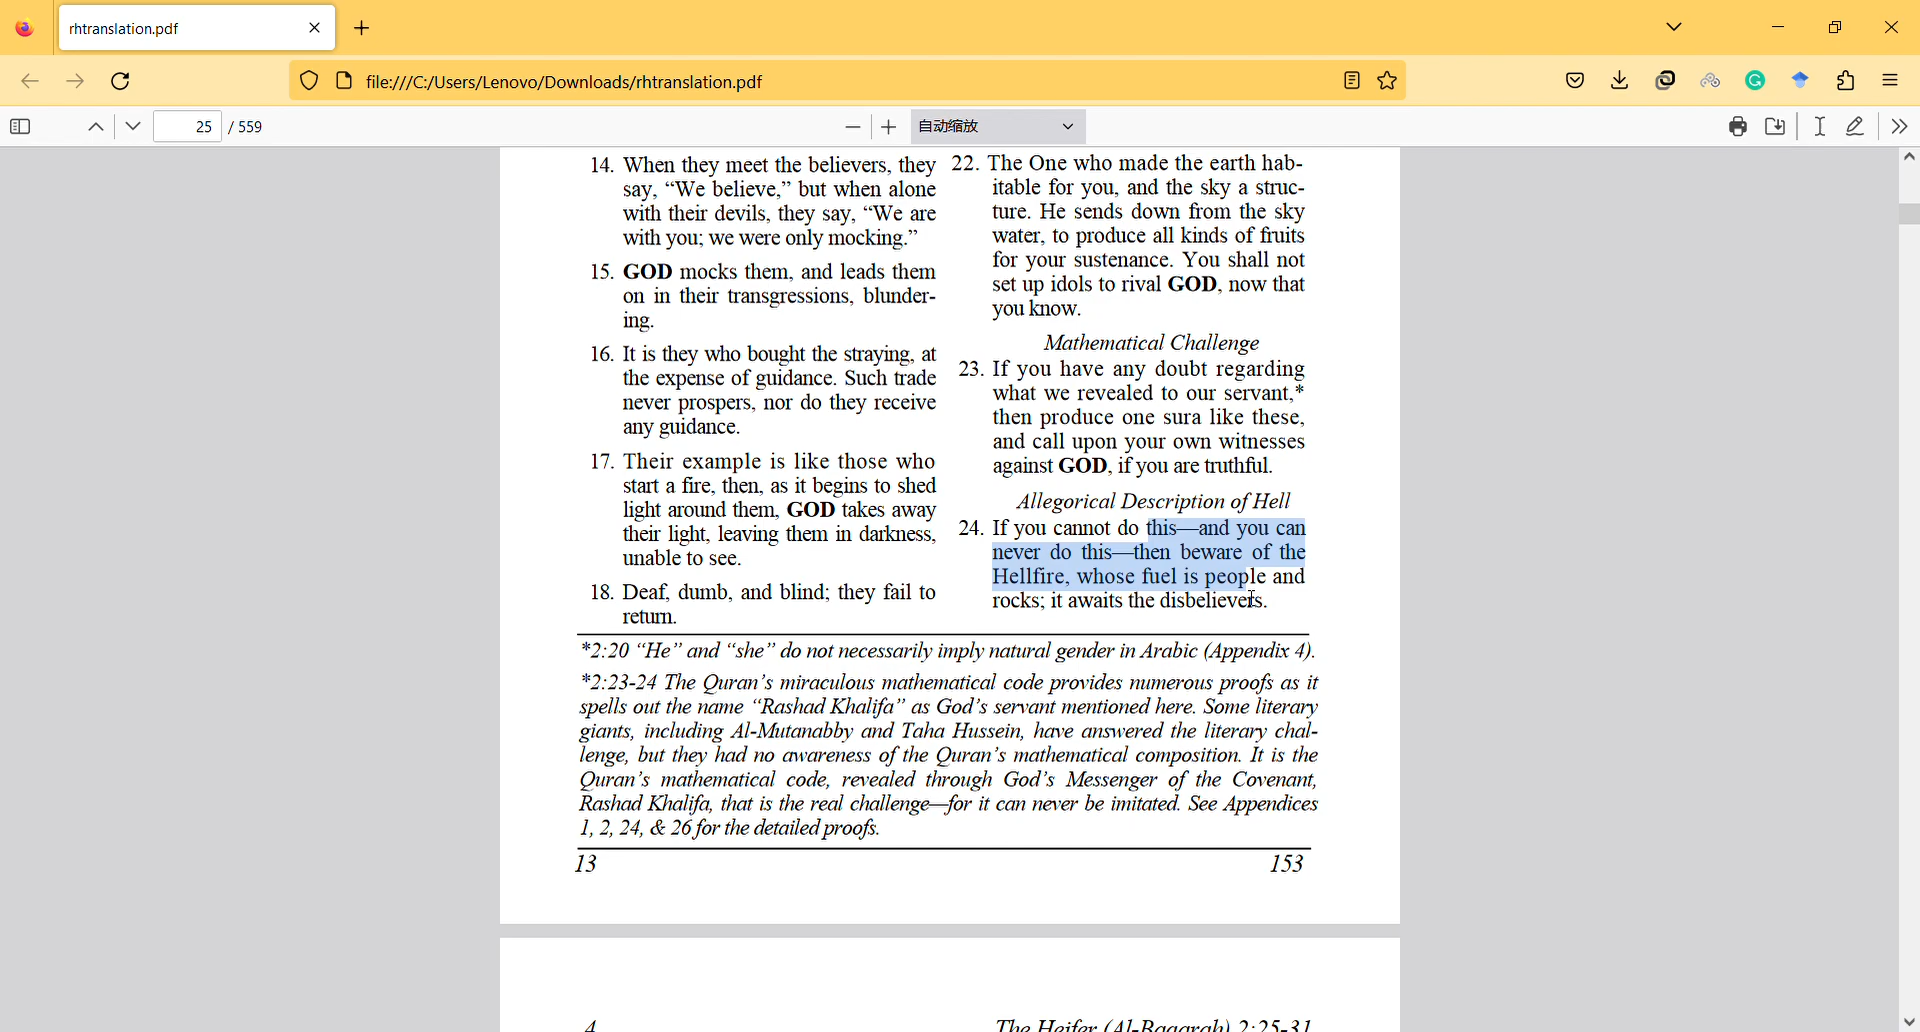 rhtranslation.pdf
file:///C:/Users/Lenovo/Downloads/rhtranslation.pdf
25 / 559
自动缩放
14. When they meet the believers, they
say, “We believe,” but when alone
with their devils, they say, “We are
with you; we were only mocking.”
15. GOD mocks them, and leads them
on in their transgressions, blunder-
ing.
16. It is they who bought the straying, at
the expense of guidance. Such trade
never prospers, nor do they receive
any guidance.
17. Their example is like those who
start a fire, then, as it begins to shed
light around them, GOD takes away
their light, leaving them in darkness,
unable to see.
18. Deaf, dumb, and blind; they fail to
return.
22. The One who made the earth hab-
itable for you, and the sky a struc-
ture. He sends down from the sky
water, to produce all kinds of fruits
for your sustenance. You shall not
set up idols to rival GOD, now that
you know.
Mathematical Challenge
23. If you have any doubt regarding
what we revealed to our servant,*
then produce one sura like these,
and call upon your own witnesses
against GOD, if you are truthful.
Allegorical Description of Hell
24. If you cannot do this—and you can
never do this—then beware of the
Hellfire, whose fuel is people and
rocks; it awaits the disbelievers.
*2:20 “He” and “she” do not necessarily imply natural gender in Arabic (Appendix 4).
*2:23-24 The Quran’s miraculous mathematical code provides numerous proofs as it
spells out the name “Rashad Khalifa” as God’s servant mentioned here. Some literary
giants, including Al-Mutanabby and Taha Hussein, have answered the literary chal-
lenge, but they had no awareness of the Quran’s mathematical composition. It is the
Quran’s mathematical code, revealed through God’s Messenger of the Covenant,
Rashad Khalifa, that is the real challenge—for it can never be imitated. See Appendices
1, 2, 24, & 26 for the detailed proofs.
13 153
4 The Heifer (Al-Baqarah) 2:25-31